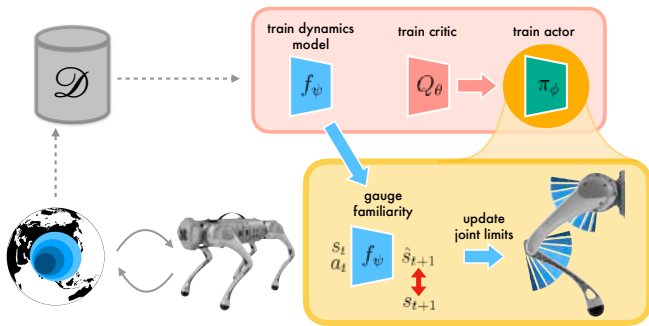 train dynamics
model
train critic
train actor
𝒟
f_ψ
Q_θ
π_ϕ
gauge
familiarity
update
joint limits
s_t
a_t
f_ψ
ŝ_{t+1}
s_{t+1}